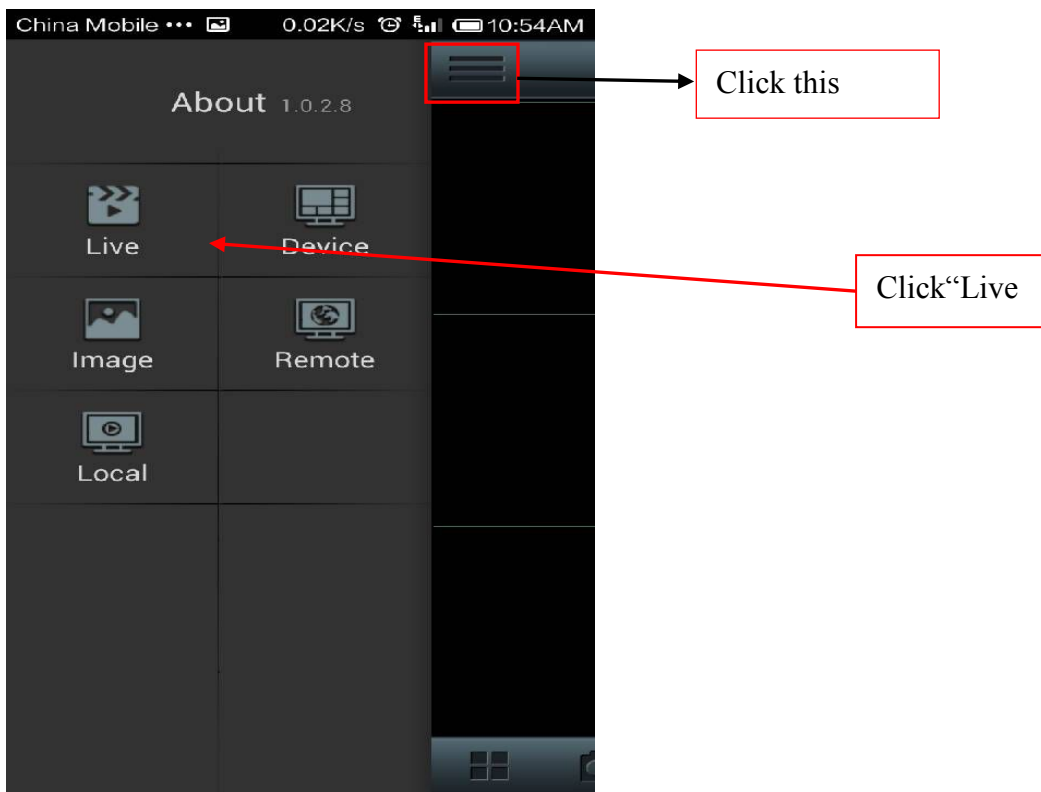 China Mobile ••• 0.02K/s 10:54AM
Click this
About 1.0.2.8
Live Device
Click“Live
Image Remote
Local